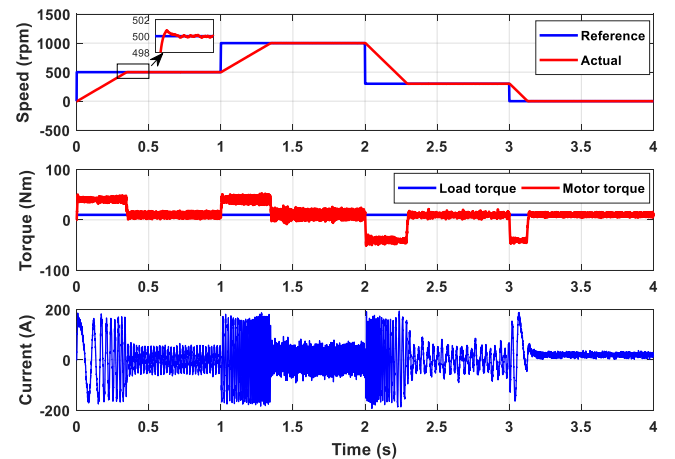 1500
1000
500
0
-500
Speed (rpm)
502
500
498
Reference
Actual
0 0.5 1 1.5 2 2.5 3 3.5 4
100
0
-100
Torque (Nm)
Load torque Motor torque
0 0.5 1 1.5 2 2.5 3 3.5 4
200
0
-200
Current (A)
0 0.5 1 1.5 2 2.5 3 3.5 4
Time (s)